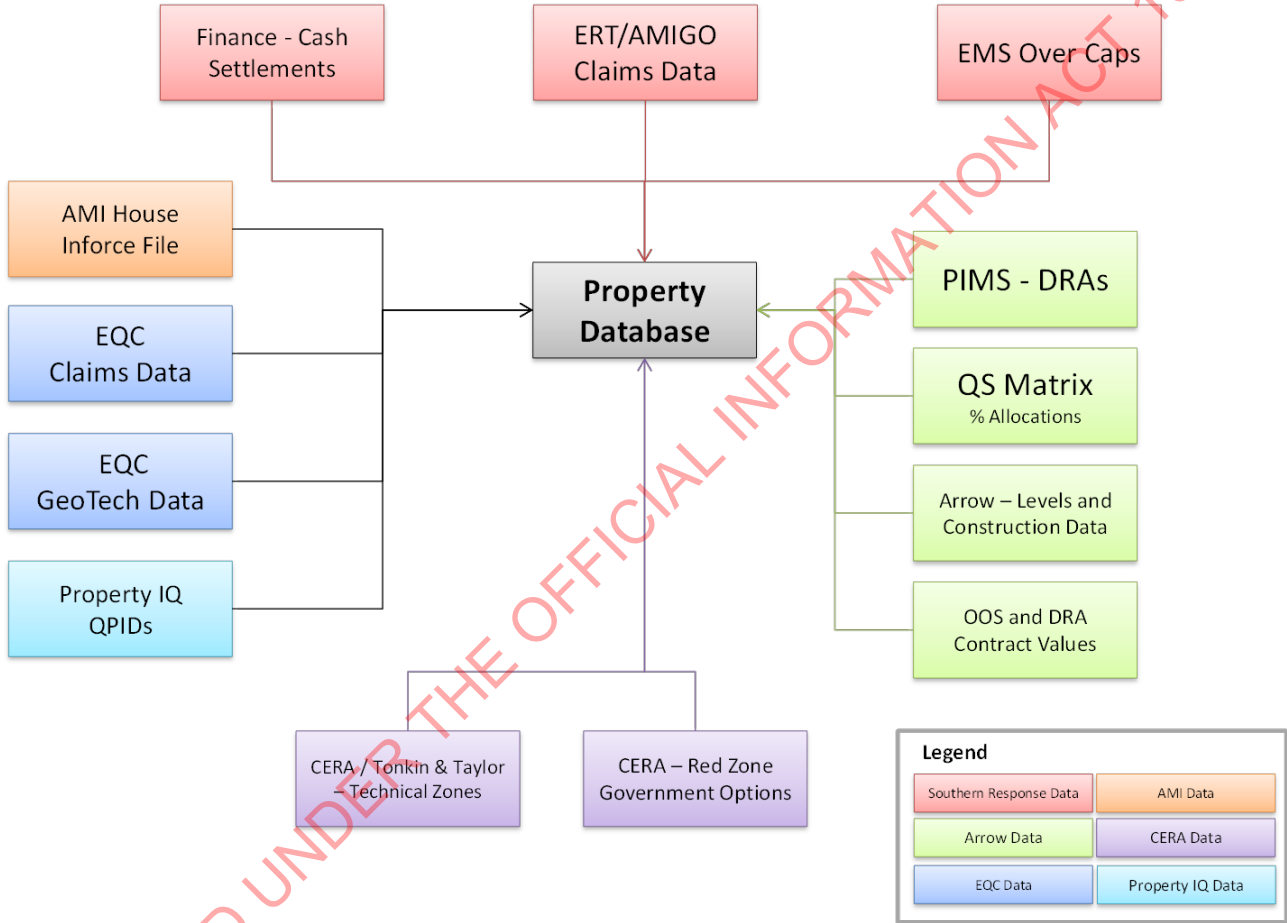 Finance - Cash
Settlements
ERT/AMIGO
Claims Data
EMS Over Caps
AMI House
Inforce File
EQC
Claims Data
EQC
GeoTech Data
Property IQ
QPIDs
Property
Database
PIMS - DRAs
QS Matrix
% Allocations
Arrow – Levels and
Construction Data
OOS and DRA
Contract Values
CERA / Tonkin & Taylor
– Technical Zones
CERA – Red Zone
Government Options
Legend
Southern Response Data
AMI Data
Arrow Data
CERA Data
EQC Data
Property IQ Data
UNDER THE OFFICIAL INFORMATION ACT